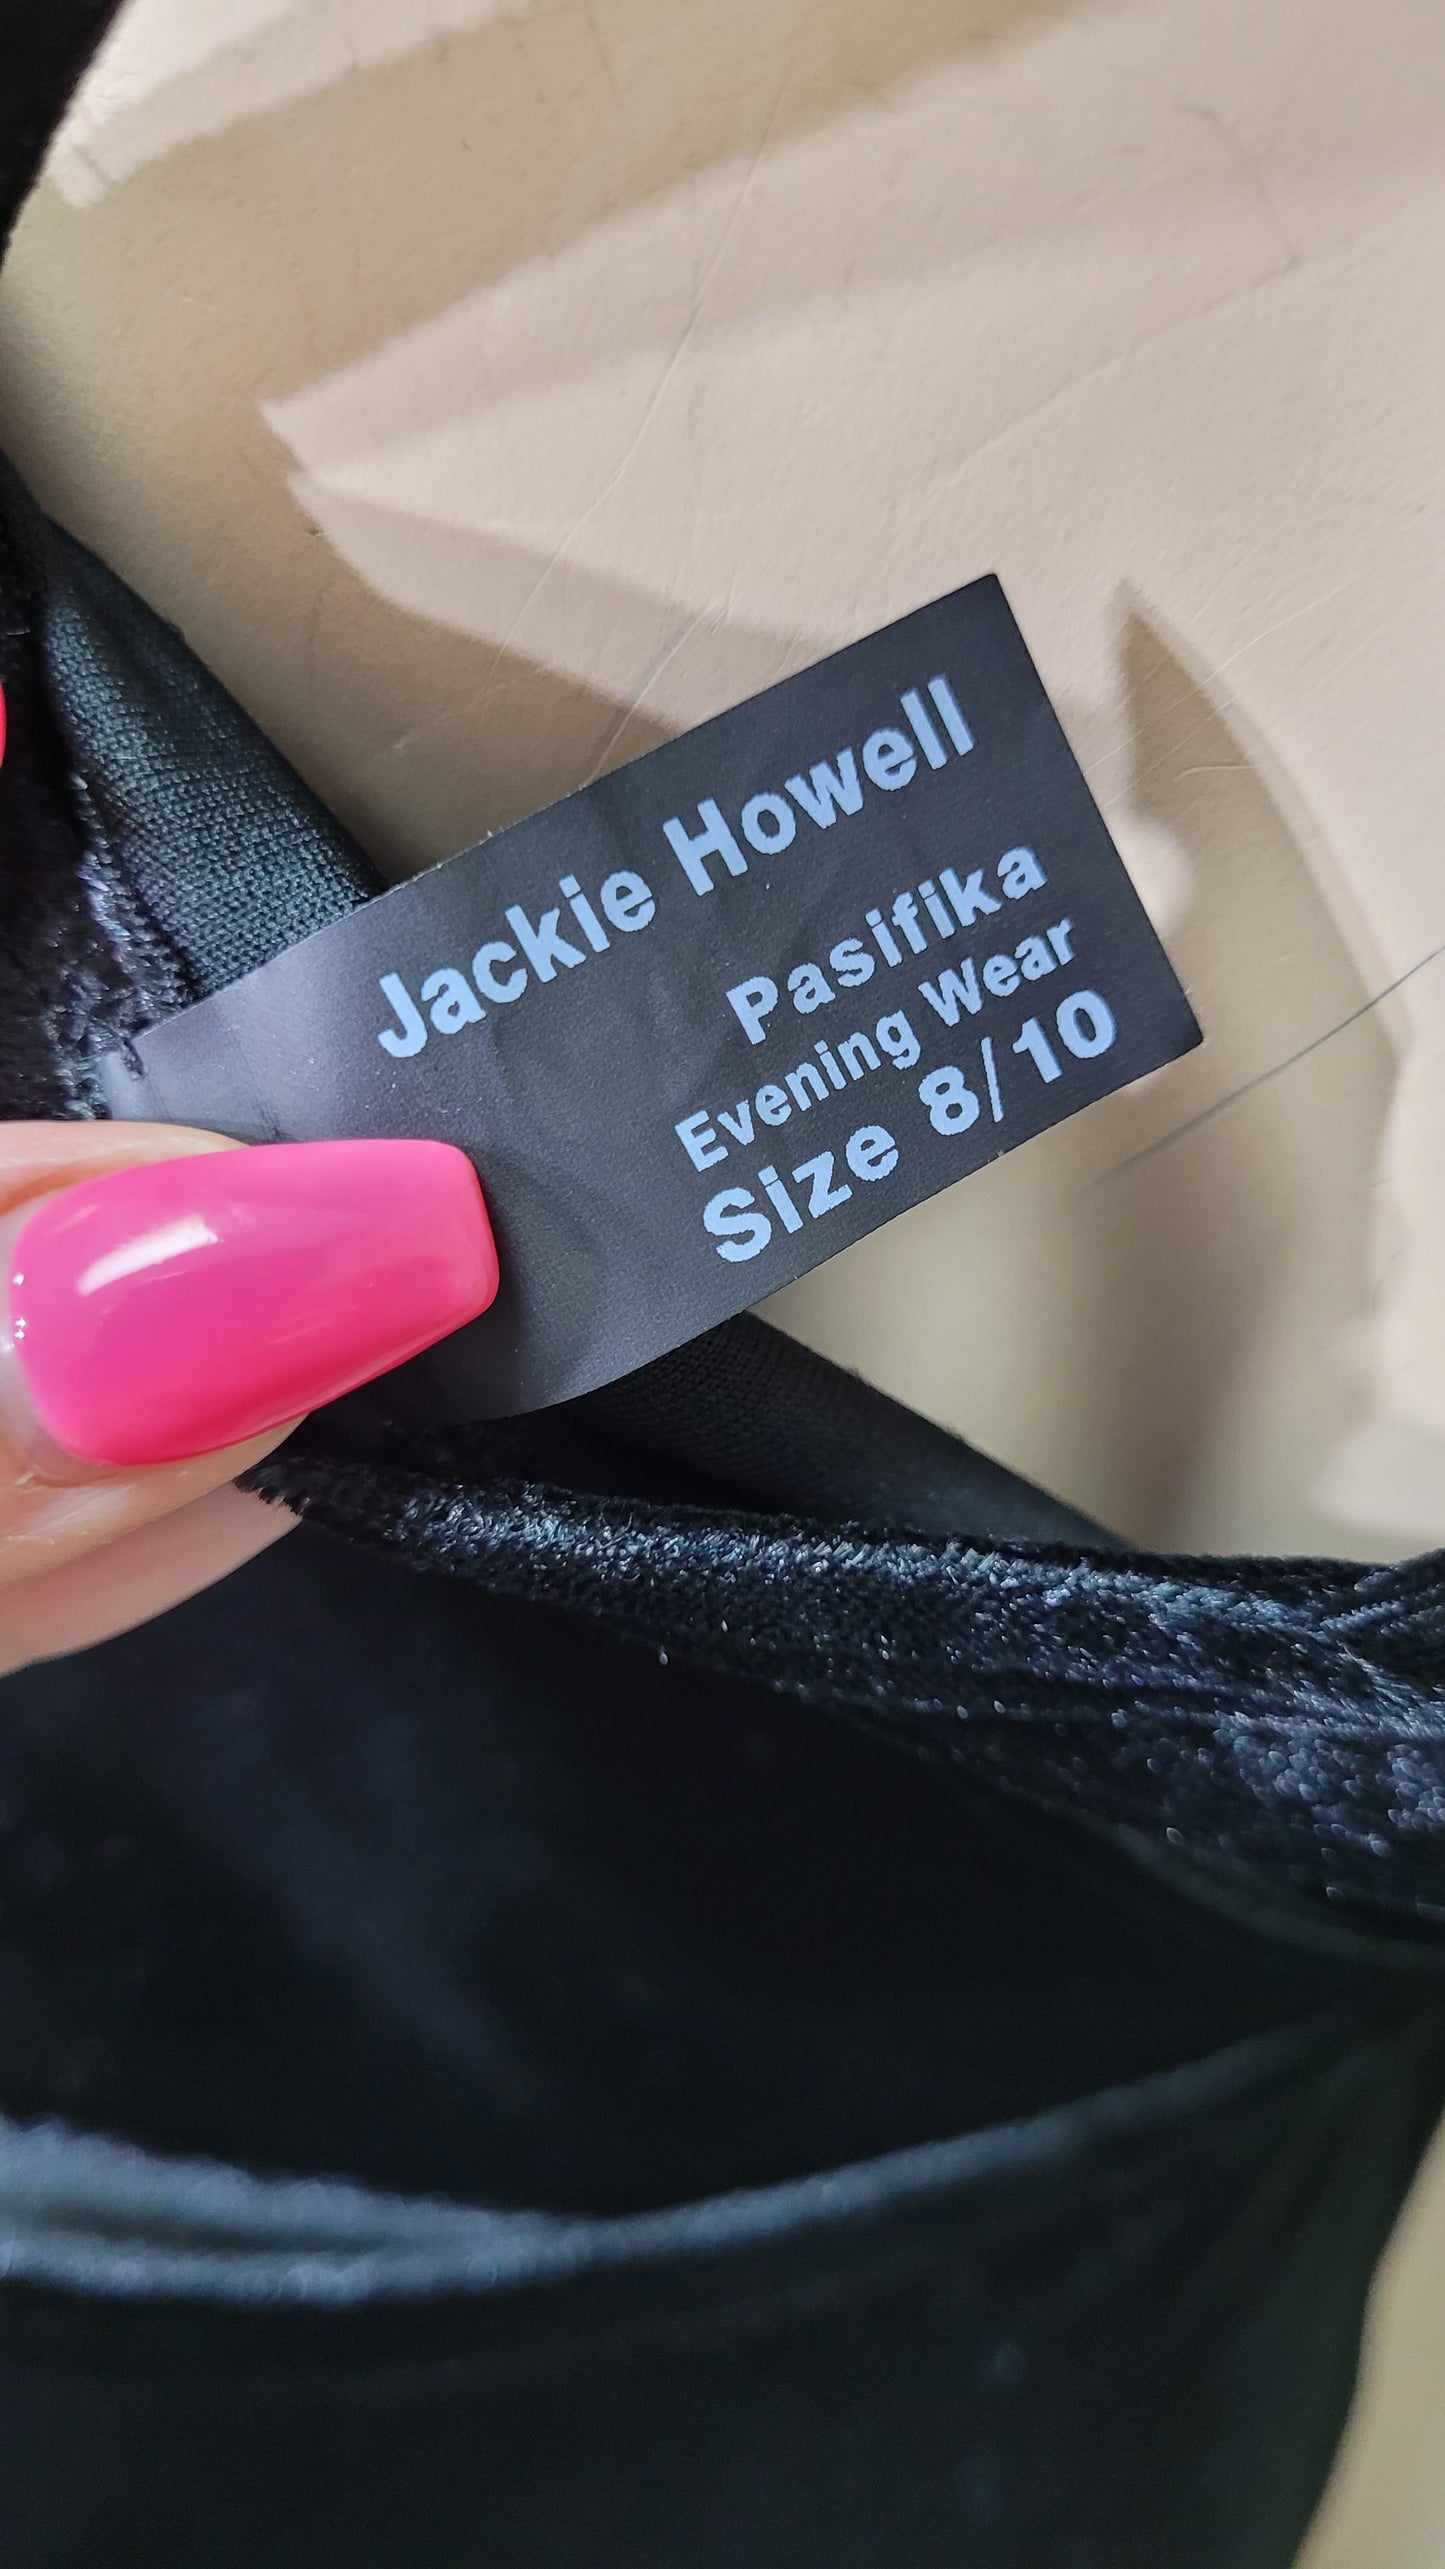 Jackie Howell
Pasifika
Evening Wear
Size 8/10